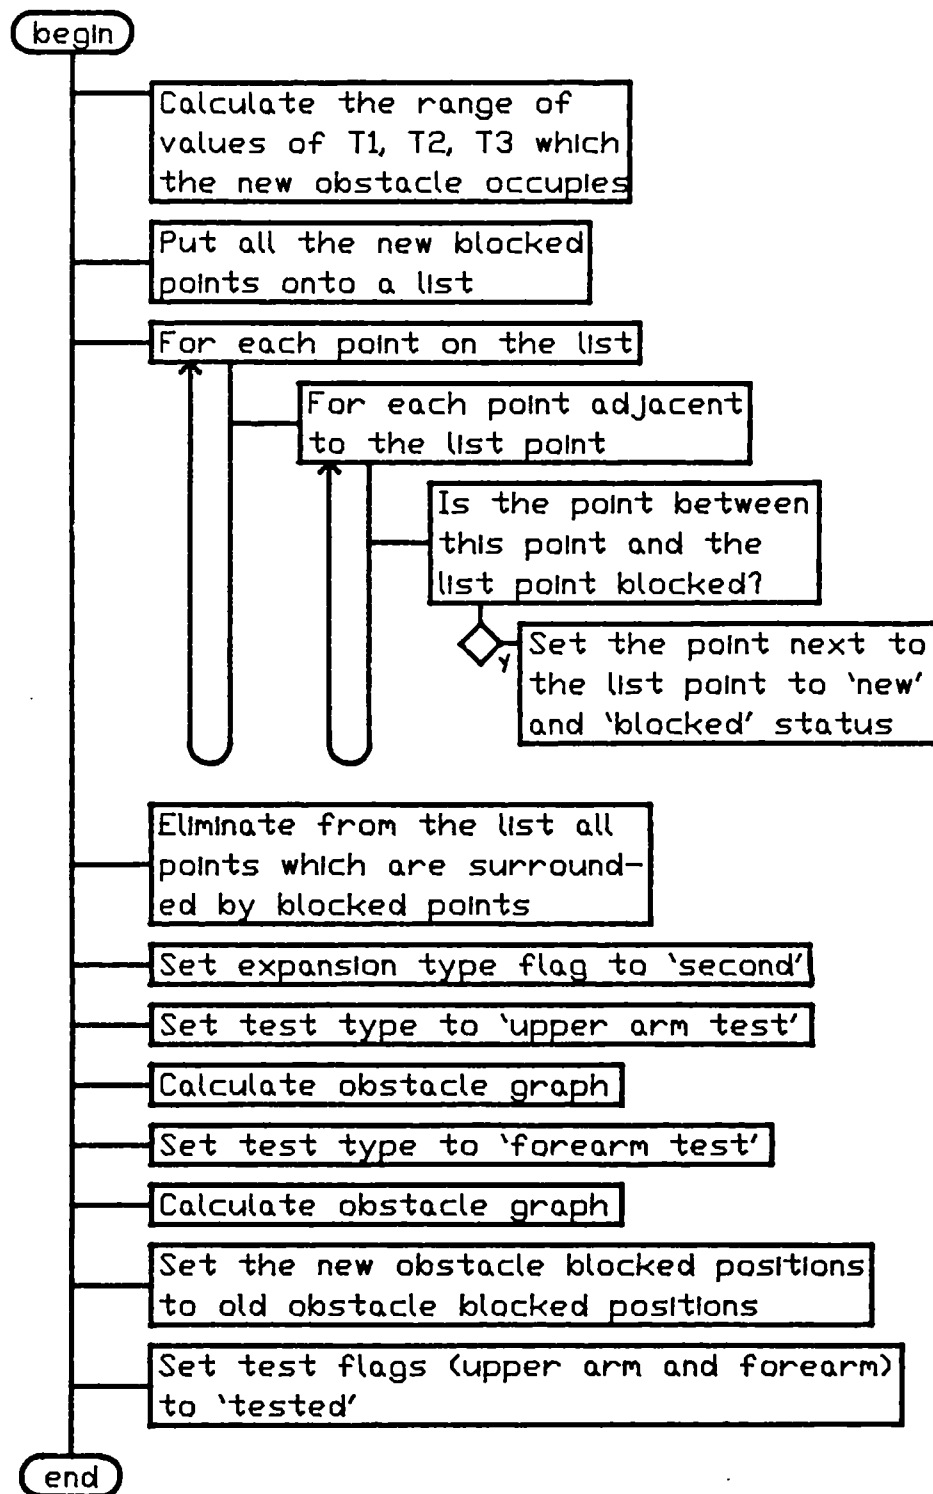 begin
Calculate the range of
values of T1, T2, T3 which
the new obstacle occupies
Put all the new blocked
points onto a list
For each point on the list
For each point adjacent
to the list point
Is the point between
this point and the
list point blocked?
y
Set the point next to
the list point to 'new'
and 'blocked' status
Eliminate from the list all
points which are surround-
ed by blocked points
Set expansion type flag to 'second'
Set test type to 'upper arm test'
Calculate obstacle graph
Set test type to 'forearm test'
Calculate obstacle graph
Set the new obstacle blocked positions
to old obstacle blocked positions
Set test flags (upper arm and forearm)
to 'tested'
end